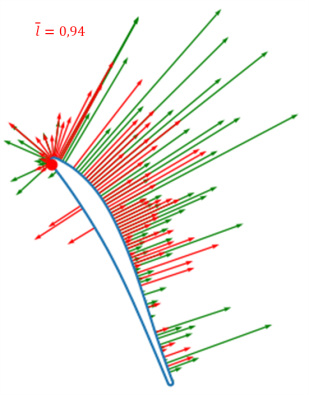 l̅ = 0,94